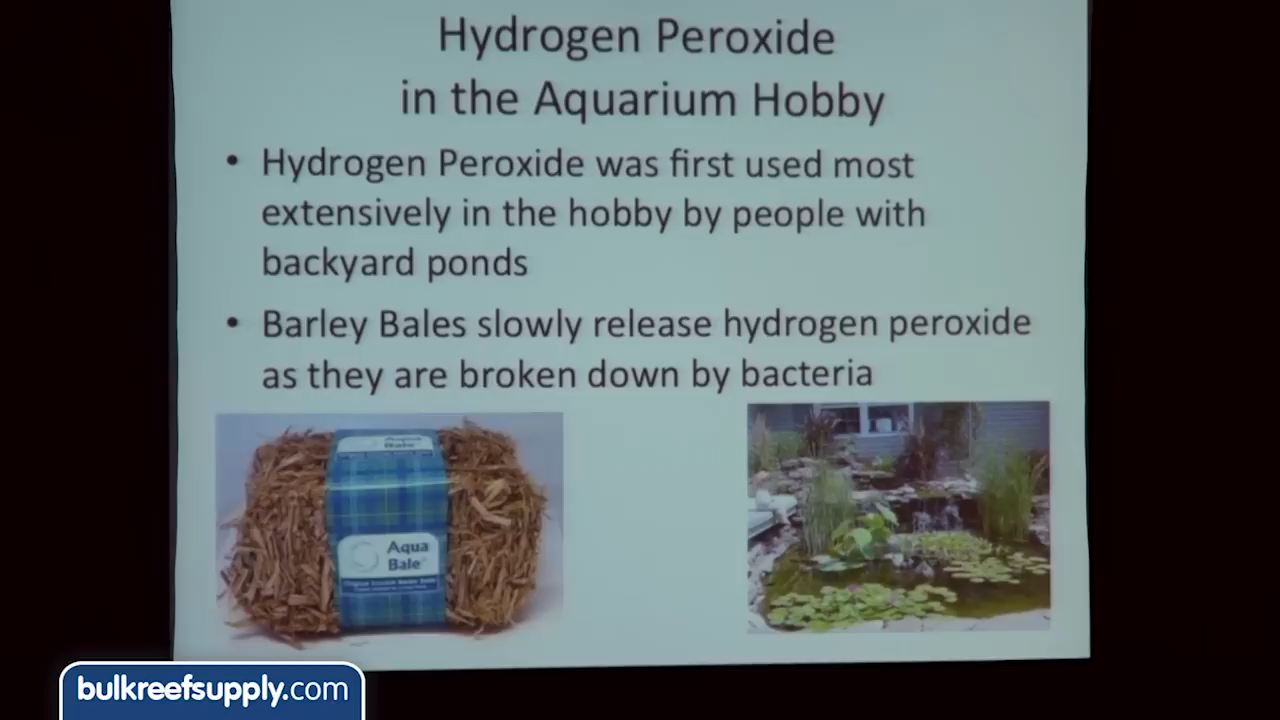 Hydrogen Peroxide
in the Aquarium Hobby
• Hydrogen Peroxide was first used most
extensively in the hobby by people with
backyard ponds
• Barley Bales slowly release hydrogen peroxide
as they are broken down by bacteria
Aqua
Bale
Aqua
Bale™
bulkreefsupply.com